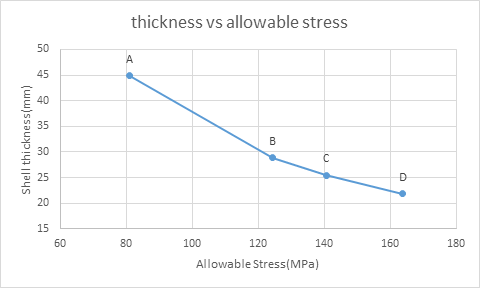 thickness vs allowable stress
50
45
40
35
30
25
20
15
Shell thickness(mm)
A
B
C
D
60 80 100 120 140 160 180
Allowable Stress(MPa)